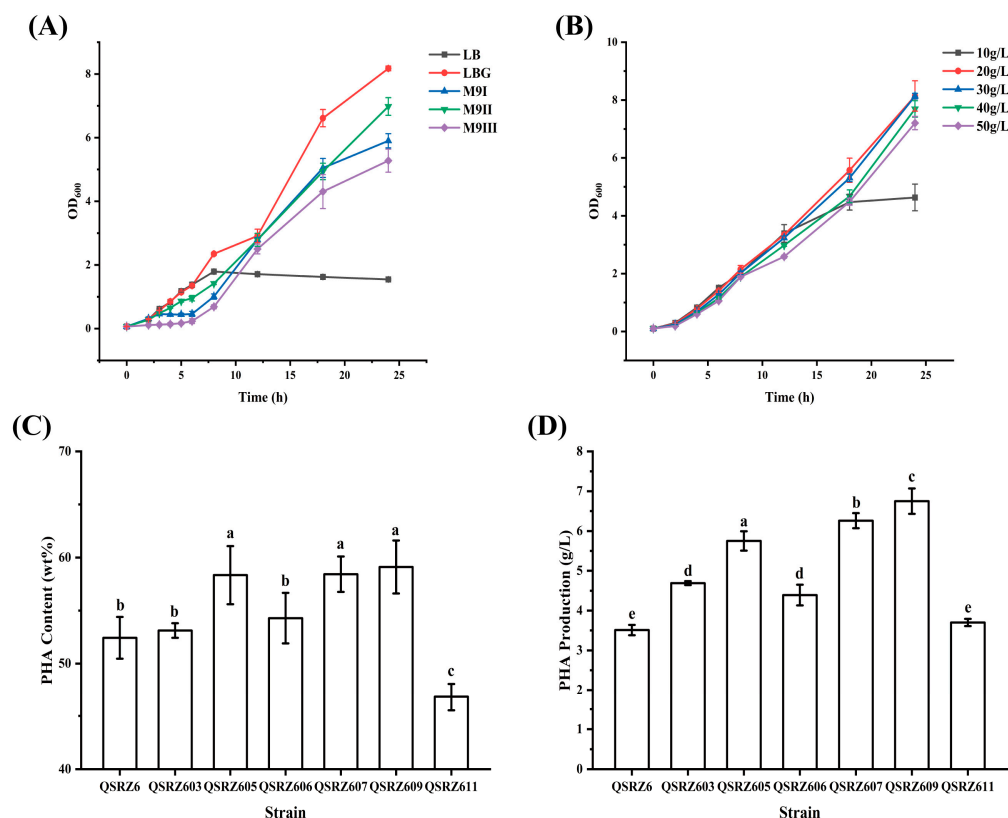 (A)
LB
LBG
M9I
M9II
M9III
8
6
4
2
0
OD600
0 5 10 15 20 25
Time (h)
(B)
10g/L
20g/L
30g/L
40g/L
50g/L
10
8
6
4
2
0
OD600
0 5 10 15 20 25
Time (h)
(C)
70
60
50
40
PHA Content (wt%)
b b a b a a c
QSRZ6 QSRZ603 QSRZ605 QSRZ606 QSRZ607 QSRZ609 QSRZ611
Strain
(D)
8
7
6
5
4
3
2
1
0
PHA Production (g/L)
e d a d b c e
QSRZ6 QSRZ603 QSRZ605 QSRZ606 QSRZ607 QSRZ609 QSRZ611
Strain